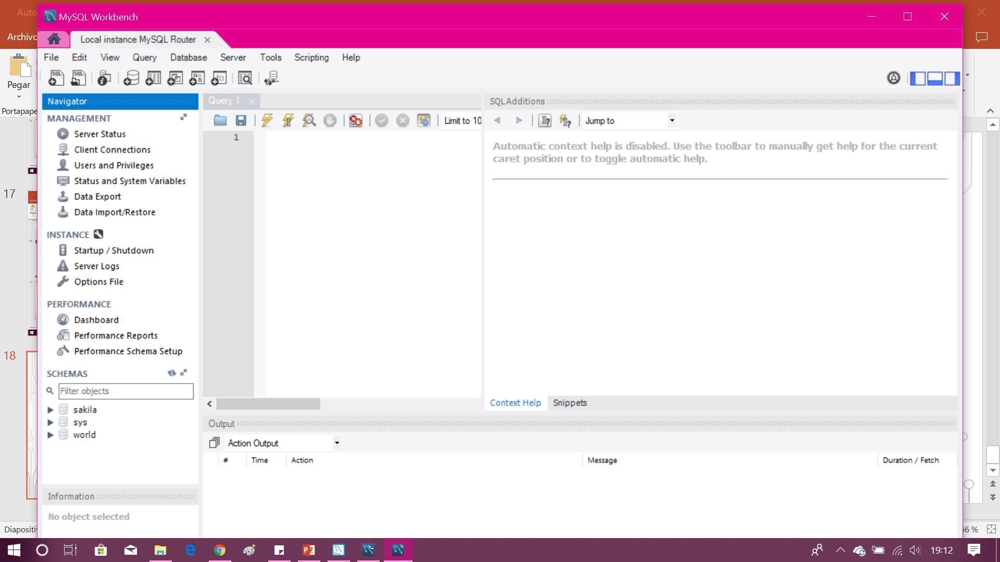 Auto
MySQL Workbench
Archivo
Local instance MySQL Router
File Edit View Query Database Server Tools Scripting Help
Pegar
Portapape
Navigator
MANAGEMENT
Server Status
Client Connections
Users and Privileges
Status and System Variables
Data Export
Data Import/Restore
INSTANCE
Startup / Shutdown
Server Logs
Options File
PERFORMANCE
Dashboard
Performance Reports
Performance Schema Setup
SCHEMAS
Filter objects
sakila
sys
world
Information
No object selected
Query 1
Limit to 10
1
SQLAdditions
Jump to
Automatic context help is disabled. Use the toolbar to manually get help for the current
caret position or to toggle automatic help.
Context Help Snippets
Output
Action Output
# Time Action Message Duration / Fetch
17
18
Diapositi
56 %
19:12